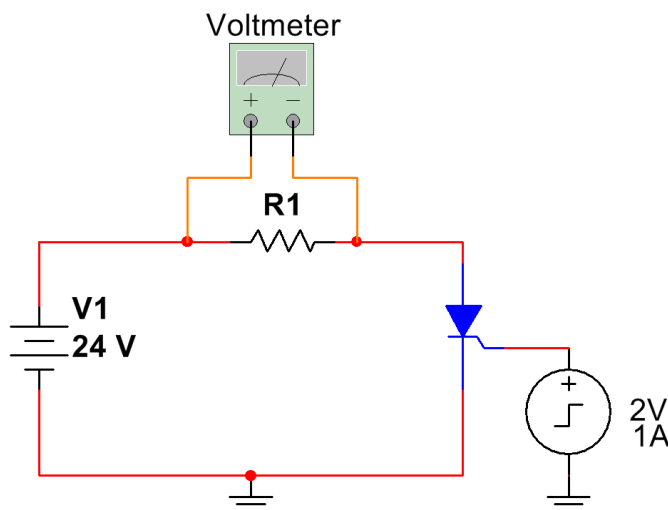 Voltmeter
+ −
R1
V1
24 V
+
2V
1A